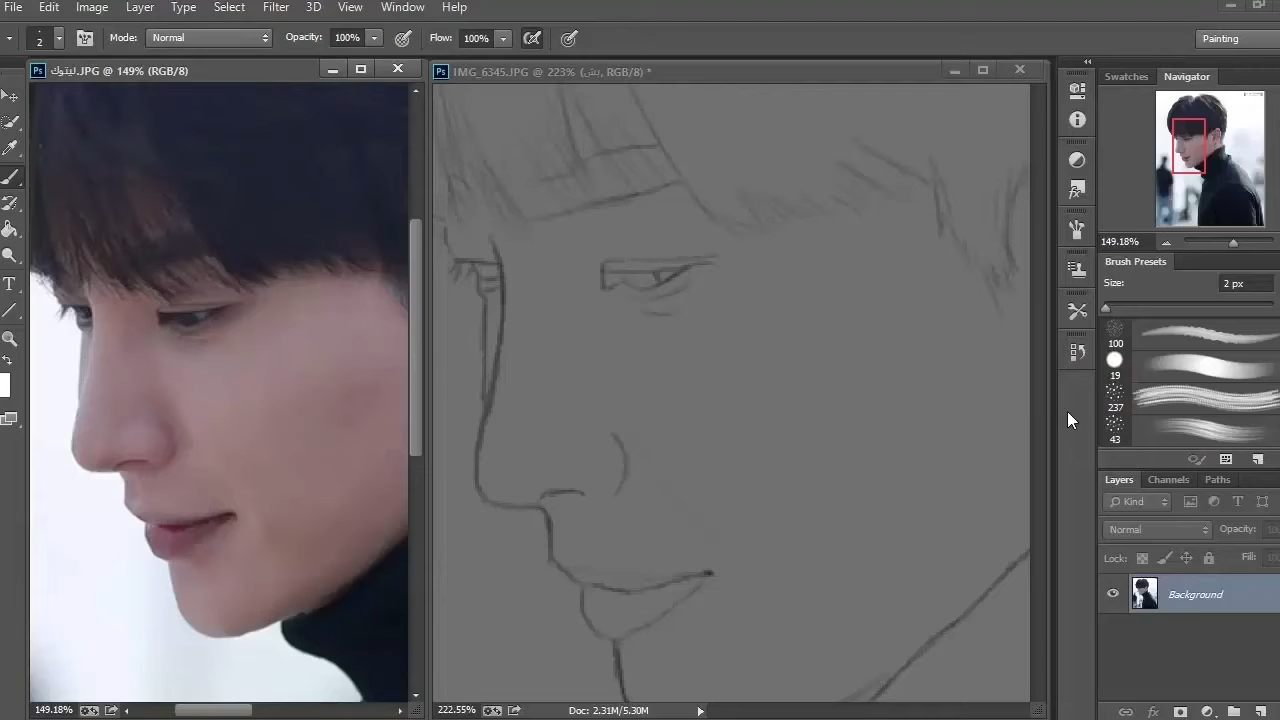 File Edit Image Layer Type Select Filter 3D View Window Help
2 Mode: Normal Opacity: 100% Flow: 100% Painting
ليتوك.JPG @ 149% (RGB/8)
IMG_6345.JPG @ 223% (بش, RGB/8) *
Swatches Navigator
149.18%
Brush Presets
Size: 2 px
100
19
237
43
Layers Channels Paths
Kind
Normal Opacity:
Lock: Fill:
Background
149.18%
222.55% Doc: 2.31M/5.30M